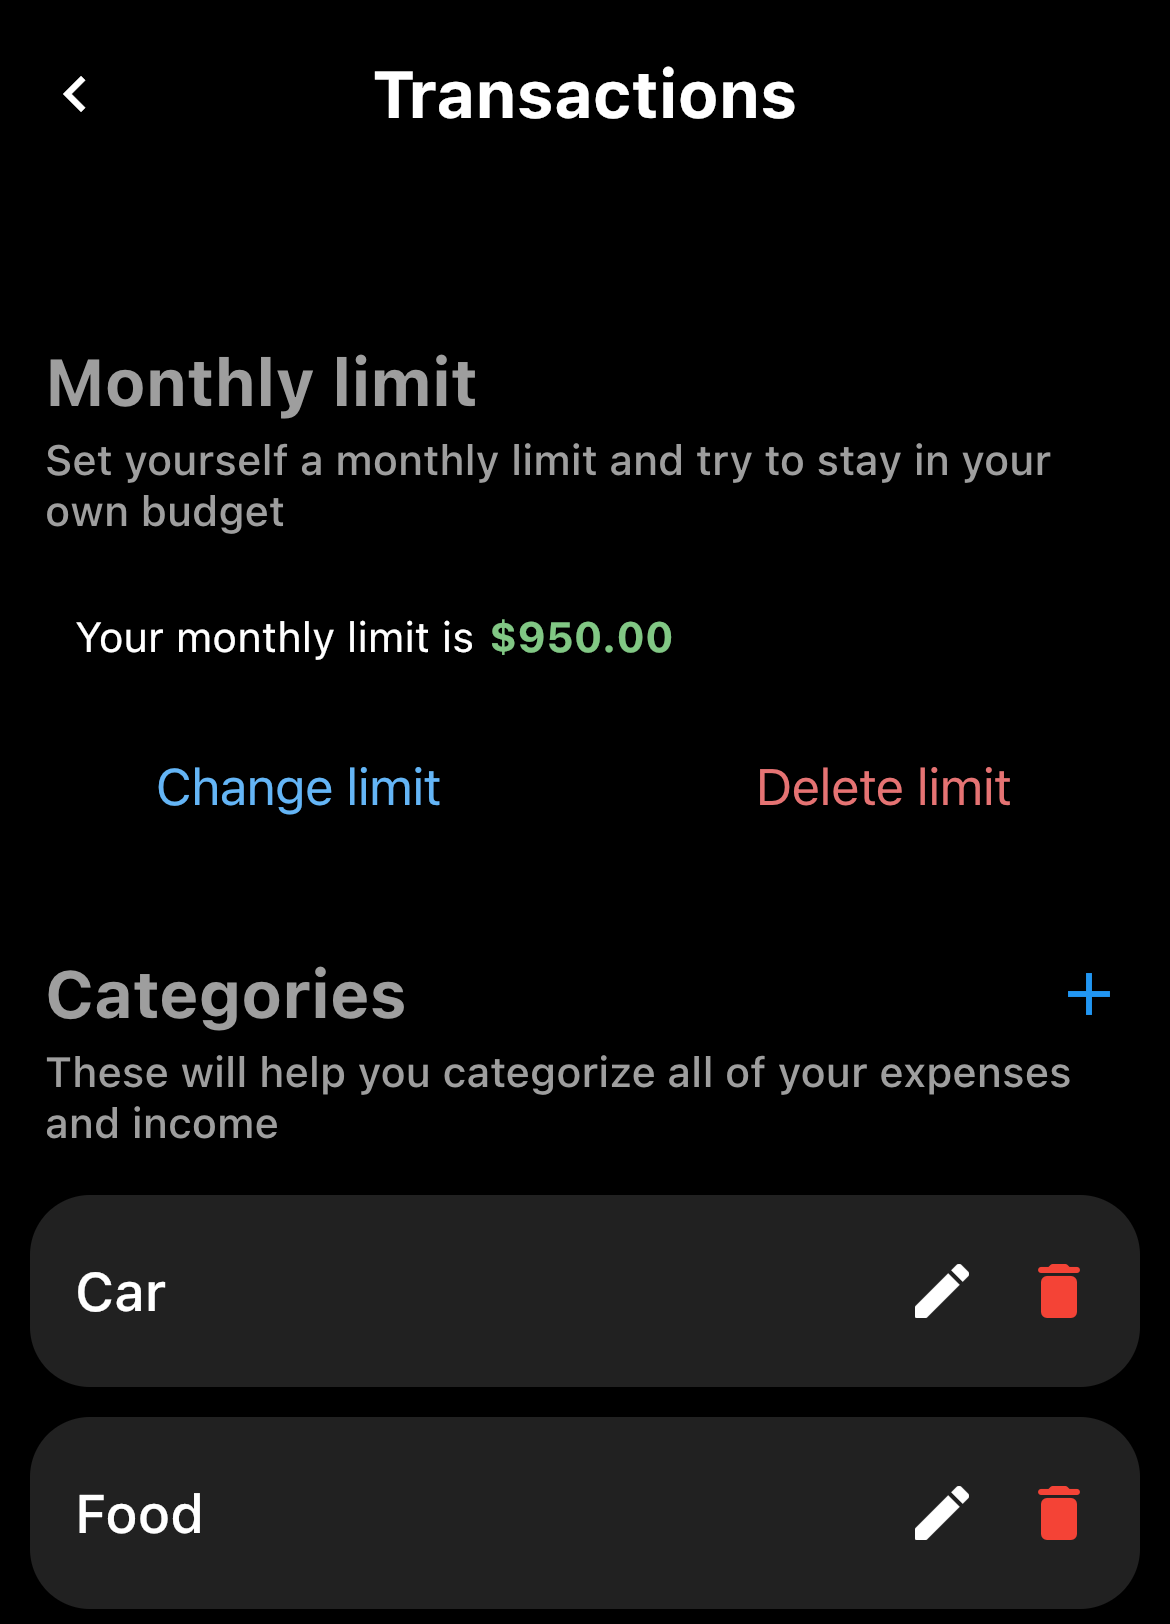 Transactions
Monthly limit
Set yourself a monthly limit and try to stay in your
own budget
Your monthly limit is $950.00
Change limit
Delete limit
Categories
These will help you categorize all of your expenses
and income
Car
Food